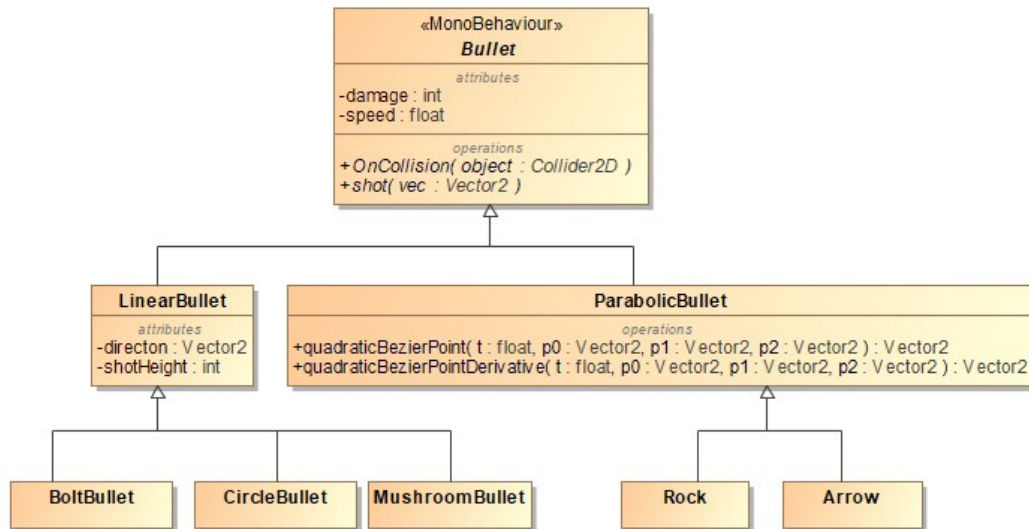 «MonoBehaviour»
Bullet
attributes
-damage : int
-speed : float
operations
+OnCollision( object : Collider2D )
+shot( vec : Vector2 )
LinearBullet
attributes
-directon : Vector2
-shotHeight : int
ParabolicBullet
operations
+quadraticBezierPoint( t : float, p0 : Vector2, p1 : Vector2, p2 : Vector2 ) : Vector2
+quadraticBezierPointDerivative( t : float, p0 : Vector2, p1 : Vector2, p2 : Vector2 ) : Vector2
BoltBullet
CircleBullet
MushroomBullet
Rock
Arrow